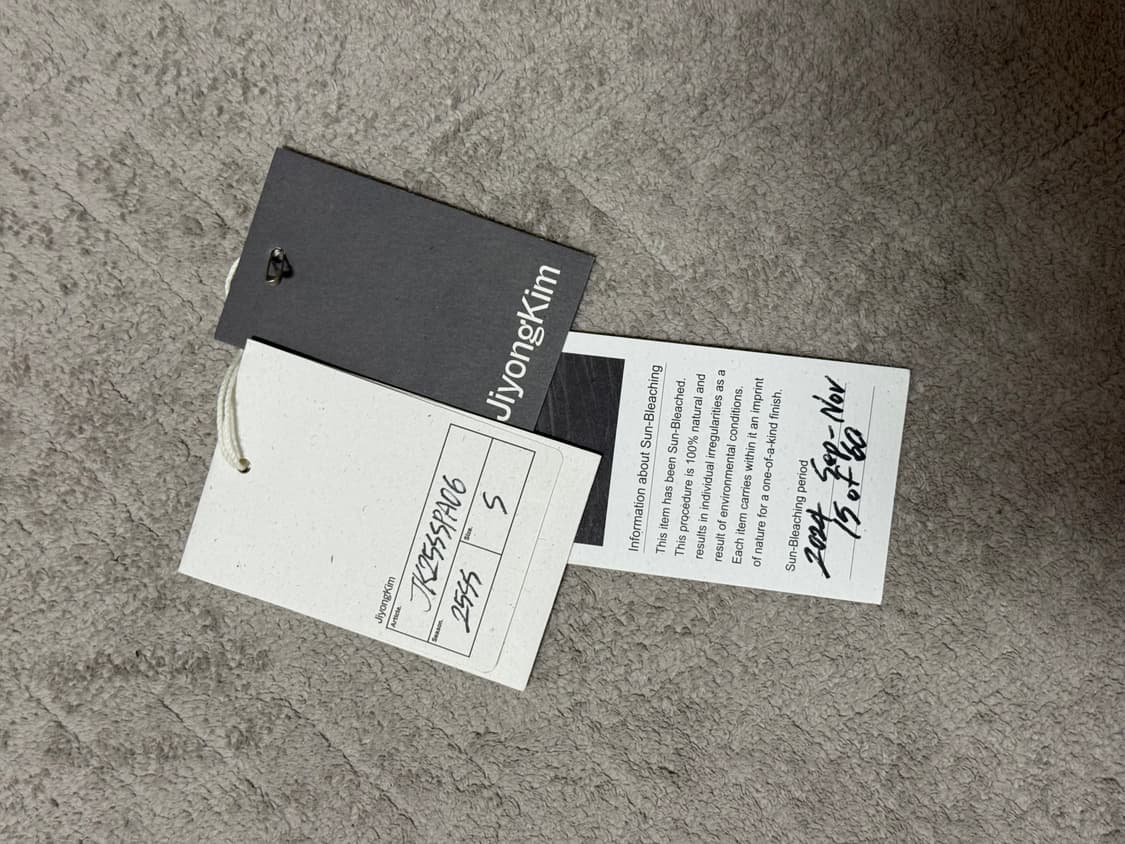 JiyongKim
JiyongKim
Article.
JK25SSPA06
Season.
25SS
Size.
S
Information about Sun-Bleaching
This item has been Sun-Bleached.
This procedure is 100% natural and
results in individual irregularities as a
result of environmental conditions.
Each item carries within it an imprint
of nature for a one-of-a-kind finish.
Sun-Bleaching period
2024 Sep-Nov
15 of 60